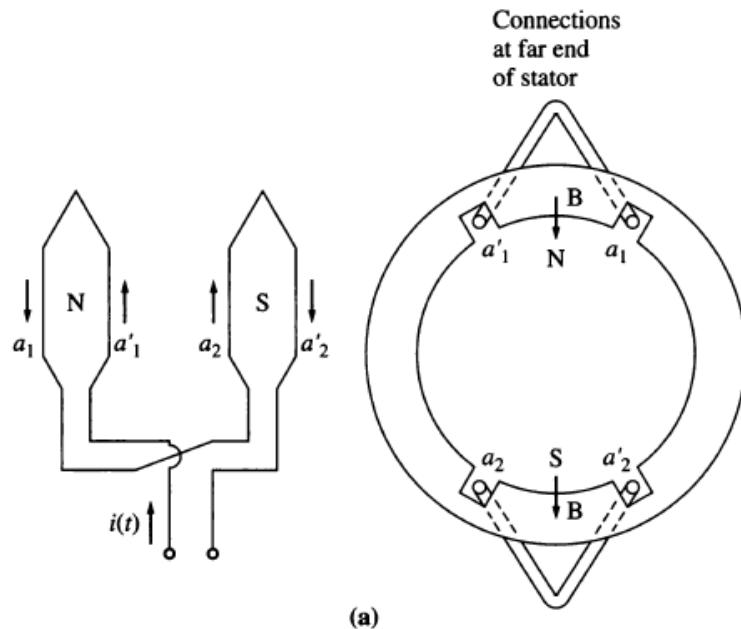 Connections
at far end
of stator
B
N
a'1
a1
N
S
a1
a'1
a2
a'2
a2
S
a'2
B
i(t)
(a)